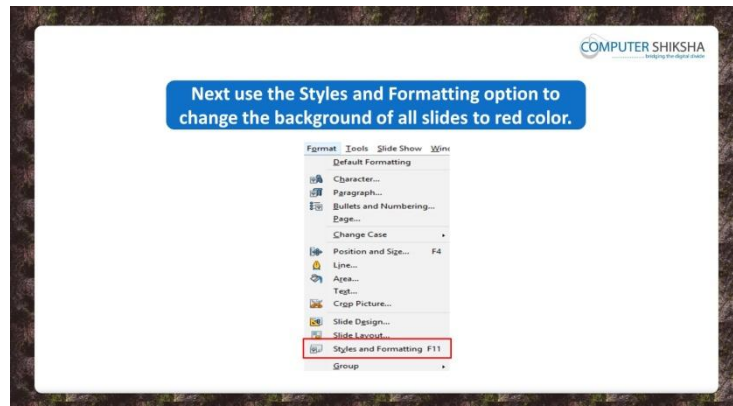 COMPUTER SHIKSHA
bridging the digital divide
Next use the Styles and Formatting option to
change the background of all slides to red color.
Format Tools Slide Show Wind
Default Formatting
Character...
Paragraph...
Bullets and Numbering...
Page...
Change Case
Position and Size... F4
Line...
Area...
Text...
Crop Picture...
Slide Design...
Slide Layout...
Styles and Formatting F11
Group